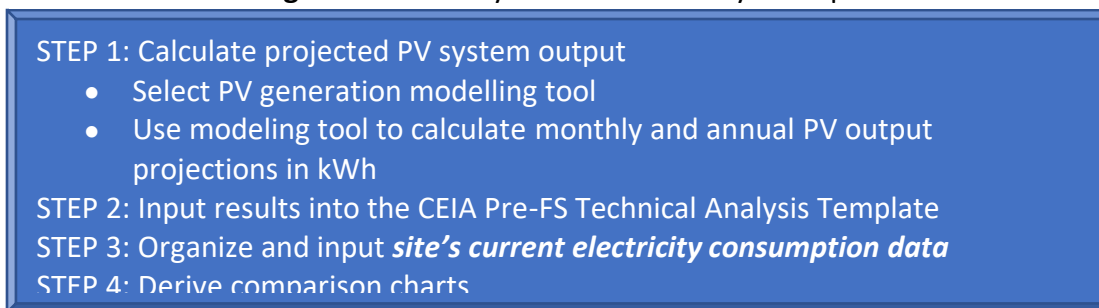 STEP 1: Calculate projected PV system output
● Select PV generation modelling tool
● Use modeling tool to calculate monthly and annual PV output
projections in kWh
STEP 2: Input results into the CEIA Pre-FS Technical Analysis Template
STEP 3: Organize and input site's current electricity consumption data
STEP 4: Derive comparison charts